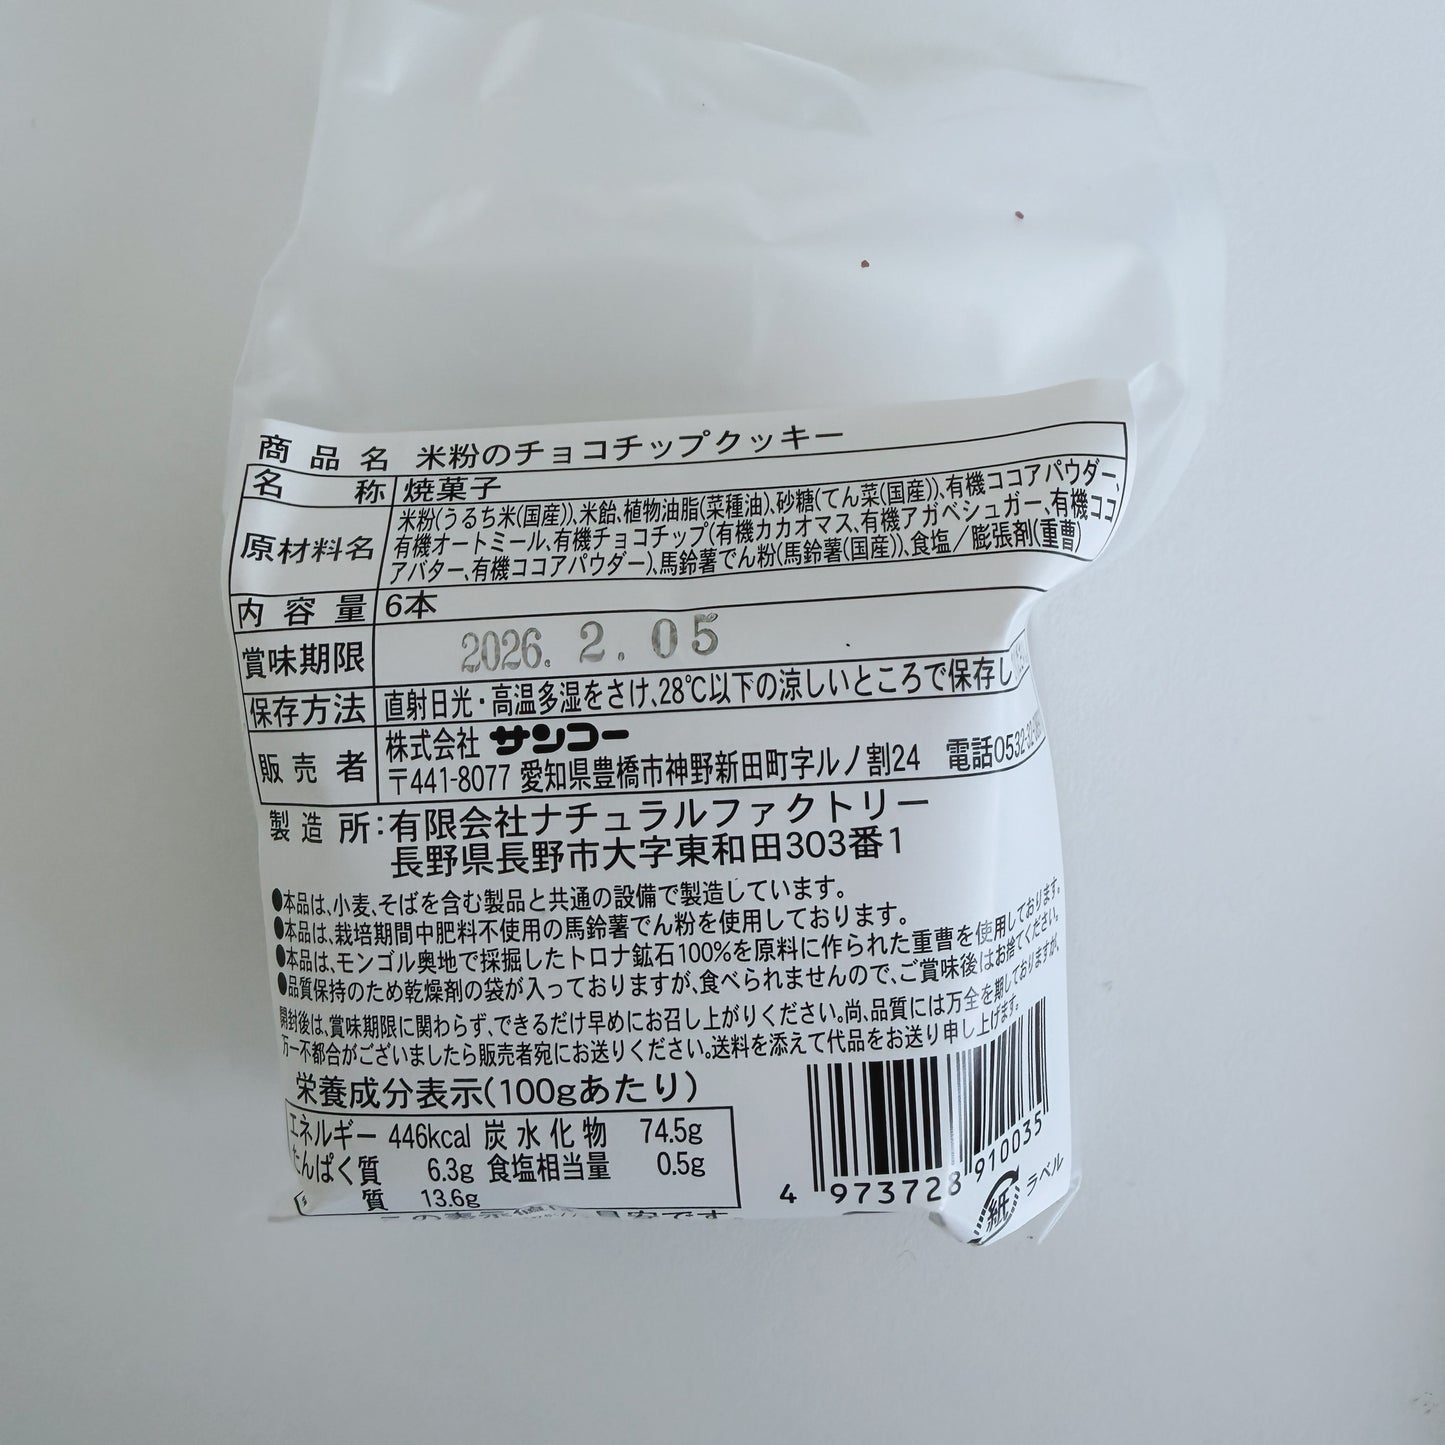 商品名 米粉のチョコチップクッキー
名称 焼菓子
原材料名 米粉(うるち米(国産))、米飴、植物油脂(菜種油)、砂糖(てん菜(国産))、有機ココアパウダー、
有機オートミール、有機チョコチップ(有機カカオマス、有機アガベシュガー、有機ココ
アバター、有機ココアパウダー)、馬鈴薯でん粉(馬鈴薯(国産))、食塩／膨張剤(重曹)
内容量 6本
賞味期限 2026. 2. 05
保存方法 直射日光・高温多湿をさけ、28℃以下の涼しいところで保存し
販売者 株式会社 サンコー
〒441-8077 愛知県豊橋市神野新田町字ルノ割24 電話0532-32-
製造所:有限会社ナチュラルファクトリー
長野県長野市大字東和田303番1
●本品は、小麦、そばを含む製品と共通の設備で製造しています。
●本品は、栽培期間中肥料不使用の馬鈴薯でん粉を使用しております。
●本品は、モンゴル奥地で採掘したトロナ鉱石100%を原料に作られた重曹を使用しております。
●品質保持のため乾燥剤の袋が入っておりますが、食べられませんので、ご賞味後はお捨てください。
開封後は、賞味期限に関わらず、できるだけ早めにお召し上がりください。尚、品質には万全を期しておりますが、
万一不都合がございましたら販売者宛にお送りください。送料を添えて代品をお送り申し上げます。
栄養成分表示(100gあたり)
エネルギー 446kcal 炭水化物 74.5g
たんぱく質 6.3g 食塩相当量 0.5g
質 13.6g
この表示値は、目安です。
4 973728 910035
紙 ラベル